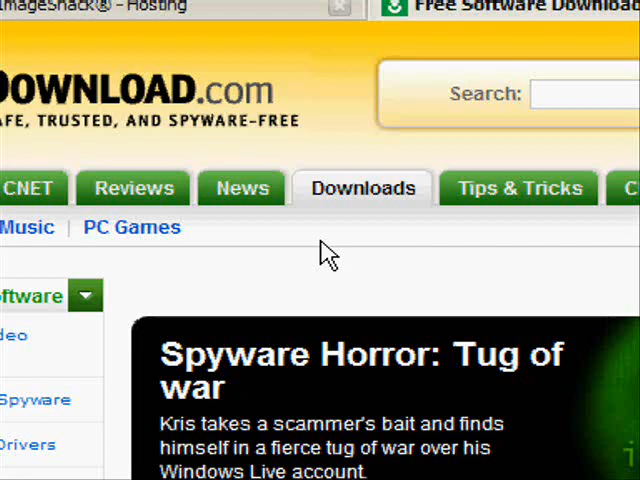 ImageShack® - Hosting
Free Software Download
DOWNLOAD.com
AFE, TRUSTED, AND SPYWARE-FREE
Search:
CNET
Reviews
News
Downloads
Tips & Tricks
C
Music | PC Games
oftware
deo
Spyware
Drivers
Spyware Horror: Tug of
war
Kris takes a scammer's bait and finds
himself in a fierce tug of war over his
Windows Live account.
i